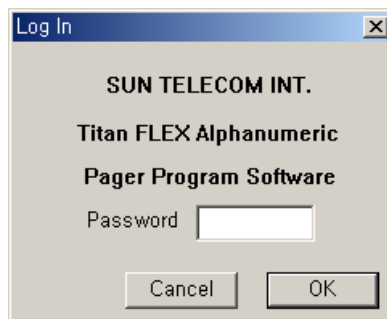 Log In
SUN TELECOM INT.
Titan FLEX Alphanumeric
Pager Program Software
Password
Cancel OK